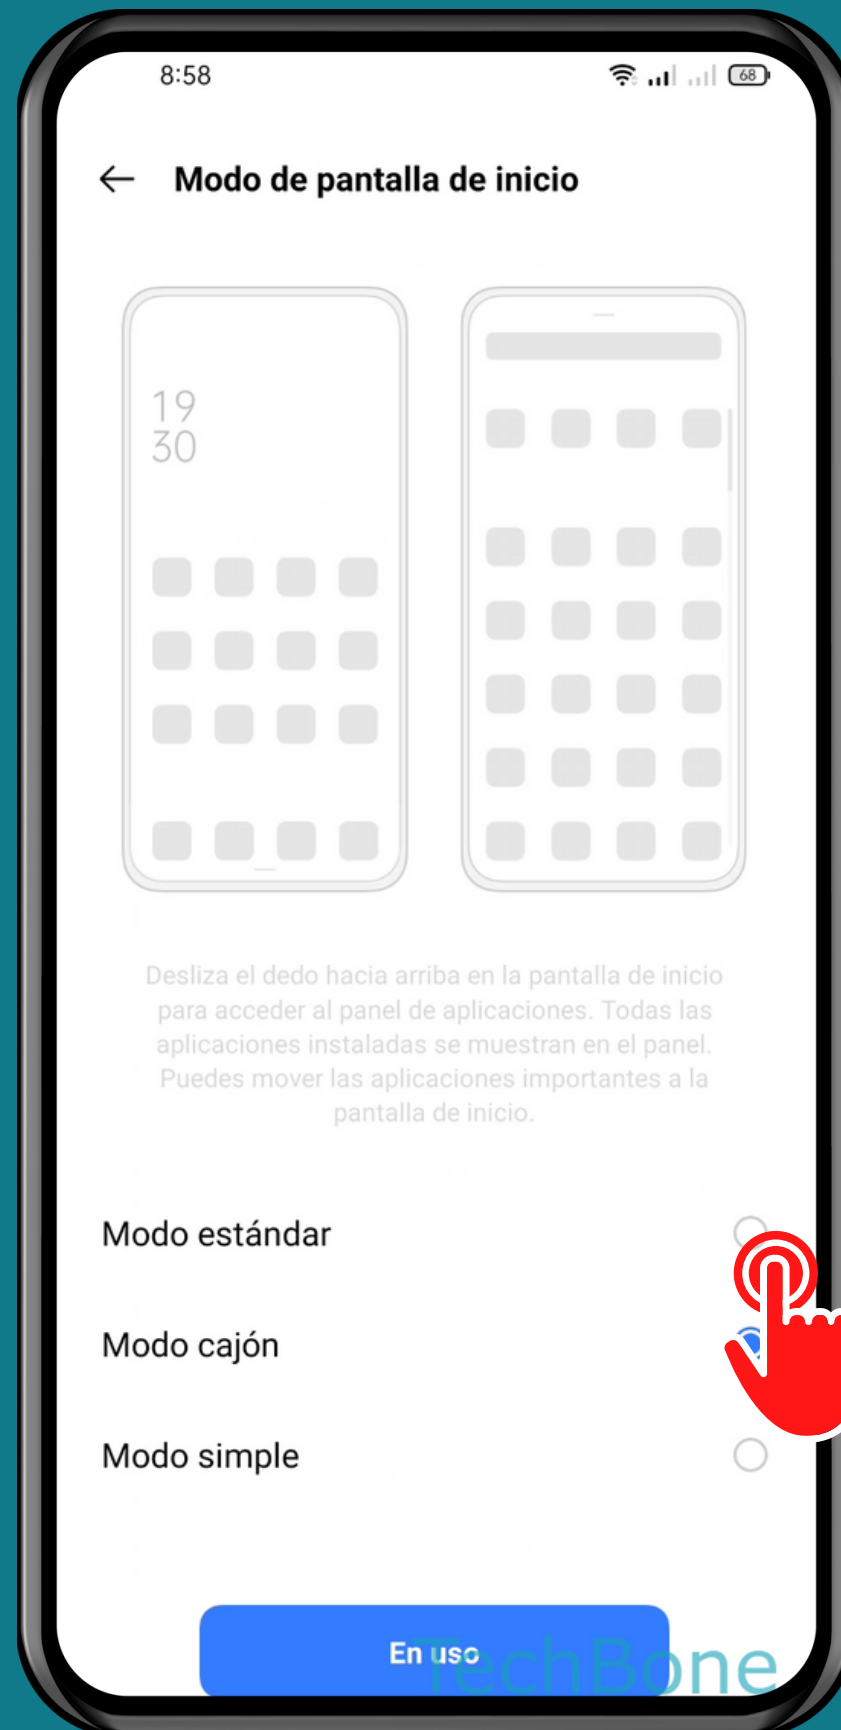 8:58
68
Modo de pantalla de inicio
19
30
Desliza el dedo hacia arriba en la pantalla de inicio
para acceder al panel de aplicaciones. Todas las
aplicaciones instaladas se muestran en el panel.
Puedes mover las aplicaciones importantes a la
pantalla de inicio.
Modo estándar
Modo cajón
Modo simple
En uso
TechBone